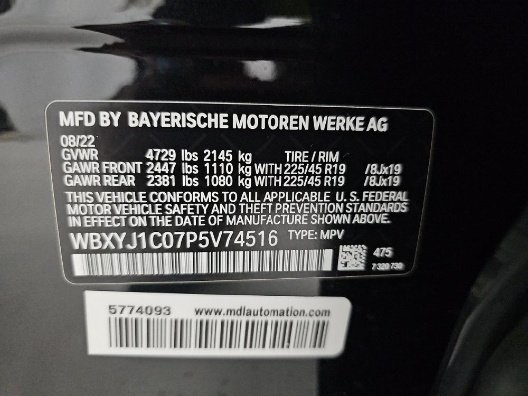 MFD BY BAYERISCHE MOTOREN WERKE AG
08/22
GVWR 4729 lbs 2145 kg TIRE / RIM
GAWR FRONT 2447 lbs 1110 kg WITH 225/45 R19 /8Jx19
GAWR REAR 2381 lbs 1080 kg WITH 225/45 R19 /8Jx19
THIS VEHICLE CONFORMS TO ALL APPLICABLE U. S. FEDERAL
MOTOR VEHICLE SAFETY AND THEFT PREVENTION STANDARDS
IN EFFECT ON THE DATE OF MANUFACTURE SHOWN ABOVE.
WBXYJ1C07P5V74516 TYPE: MPV
475
7 320 730
5774093 www.mdlautomation.com